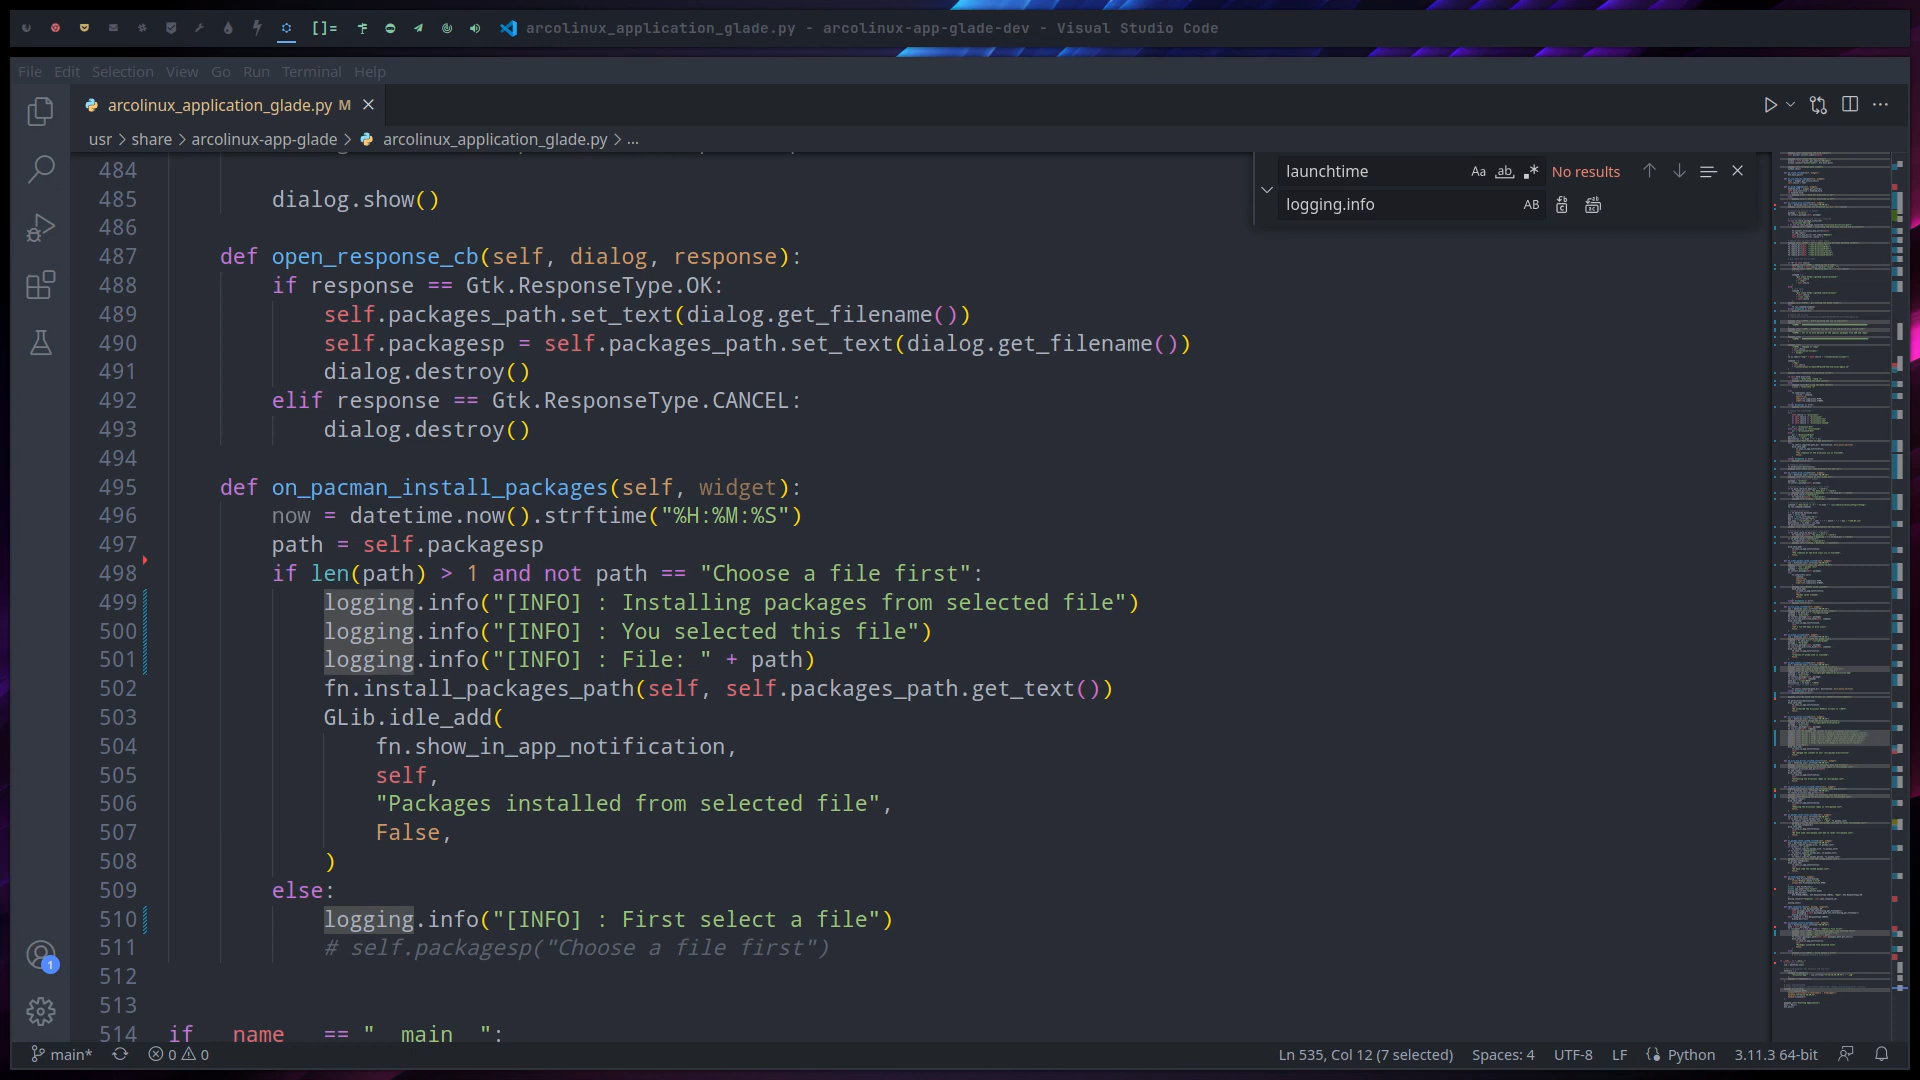 []= arcolinux_application_glade.py - arcolinux-app-glade-dev - Visual Studio Code
File Edit Selection View Go Run Terminal Help
arcolinux_application_glade.py M
usr > share > arcolinux-app-glade > arcolinux_application_glade.py > ...
launchtime Aa ab .* No results
logging.info AB
484
485 dialog.show()
486
487 def open_response_cb(self, dialog, response):
488 if response == Gtk.ResponseType.OK:
489 self.packages_path.set_text(dialog.get_filename())
490 self.packagesp = self.packages_path.set_text(dialog.get_filename())
491 dialog.destroy()
492 elif response == Gtk.ResponseType.CANCEL:
493 dialog.destroy()
494
495 def on_pacman_install_packages(self, widget):
496 now = datetime.now().strftime("%H:%M:%S")
497 path = self.packagesp
498 if len(path) > 1 and not path == "Choose a file first":
499 logging.info("[INFO] : Installing packages from selected file")
500 logging.info("[INFO] : You selected this file")
501 logging.info("[INFO] : File: " + path)
502 fn.install_packages_path(self, self.packages_path.get_text())
503 GLib.idle_add(
504 fn.show_in_app_notification,
505 self,
506 "Packages installed from selected file",
507 False,
508 )
509 else:
510 logging.info("[INFO] : First select a file")
511 # self.packagesp("Choose a file first")
512
513
514 if __name__ == "__main__":
1
main* 0 0 Ln 535, Col 12 (7 selected) Spaces: 4 UTF-8 LF Python 3.11.3 64-bit